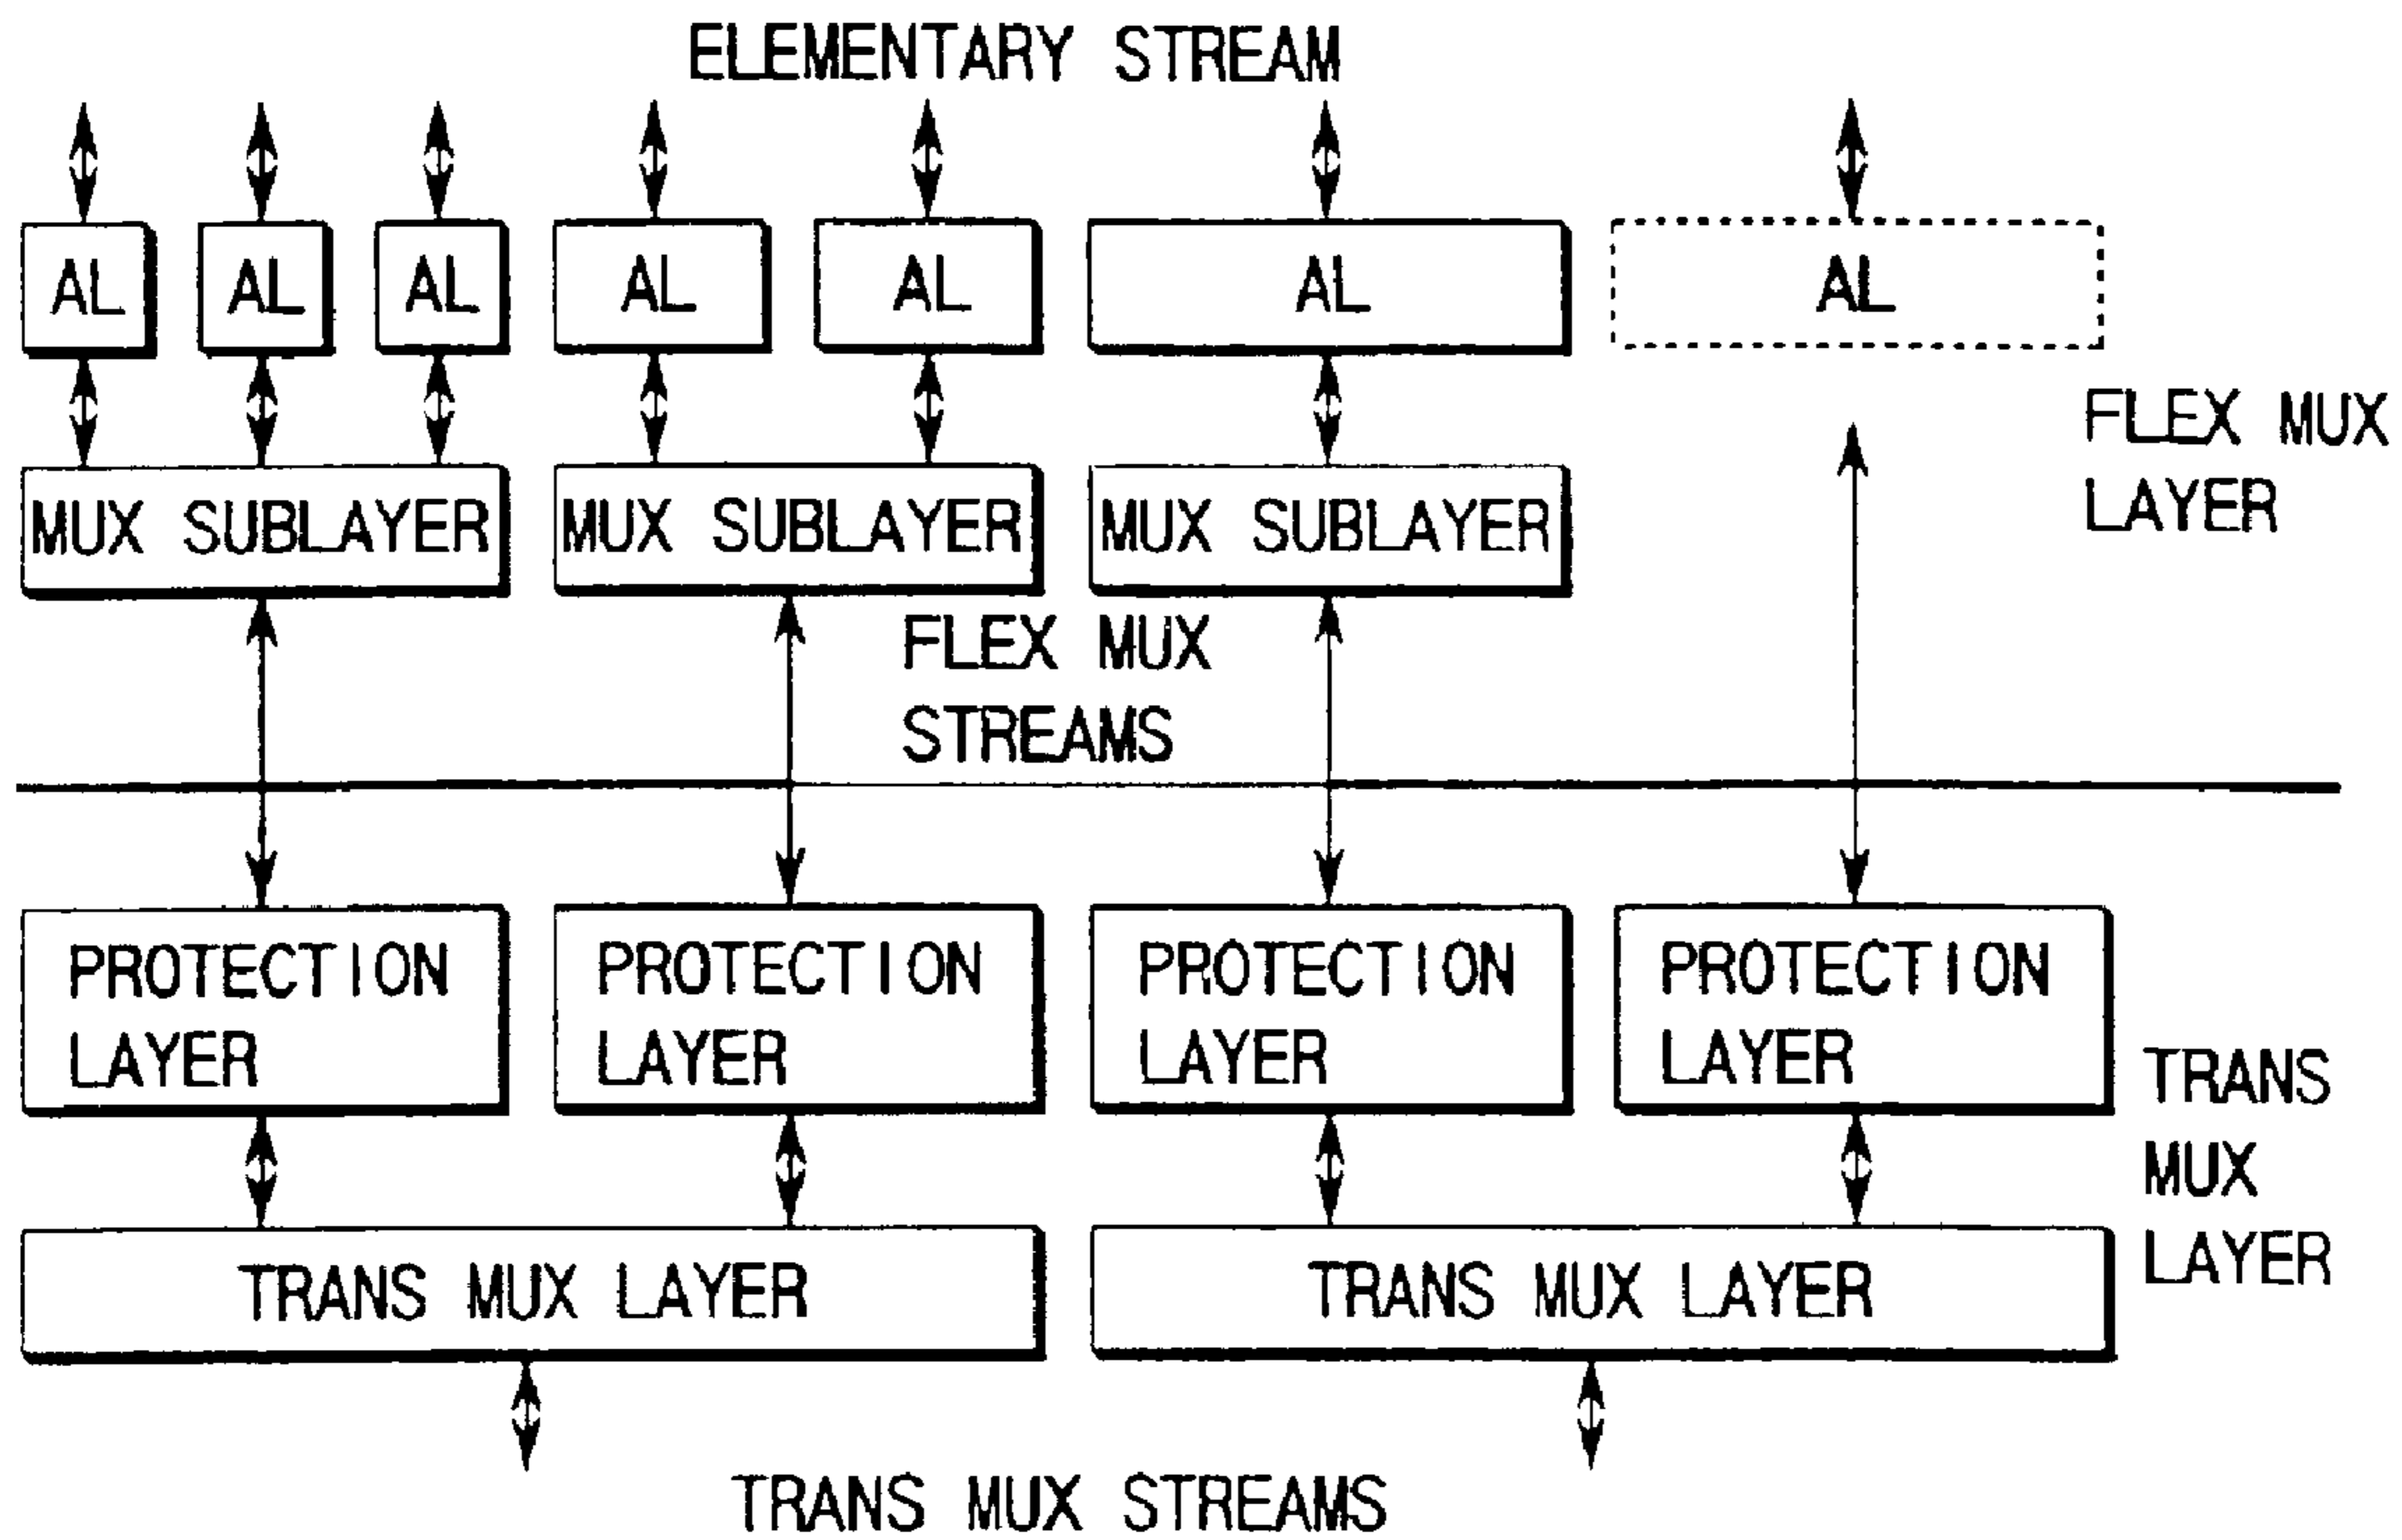 ELEMENTARY STREAM
AL
AL
AL
AL
AL
AL
AL
FLEX MUX
LAYER
MUX SUBLAYER
MUX SUBLAYER
MUX SUBLAYER
FLEX MUX
STREAMS
PROTECTION
LAYER
PROTECTION
LAYER
PROTECTION
LAYER
PROTECTION
LAYER
TRANS
MUX
LAYER
TRANS MUX LAYER
TRANS MUX LAYER
TRANS MUX STREAMS